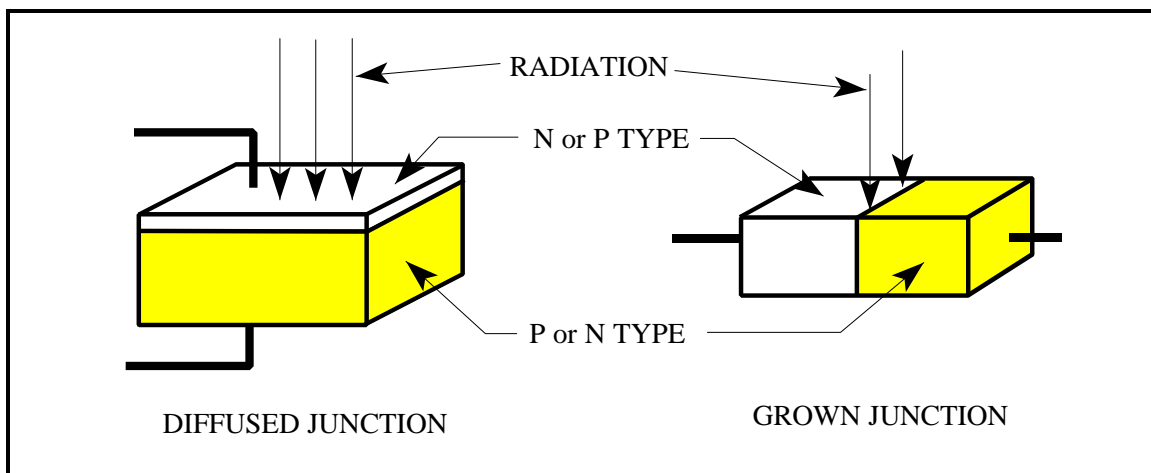 RADIATION
N or P TYPE
P or N TYPE
DIFFUSED JUNCTION
GROWN JUNCTION